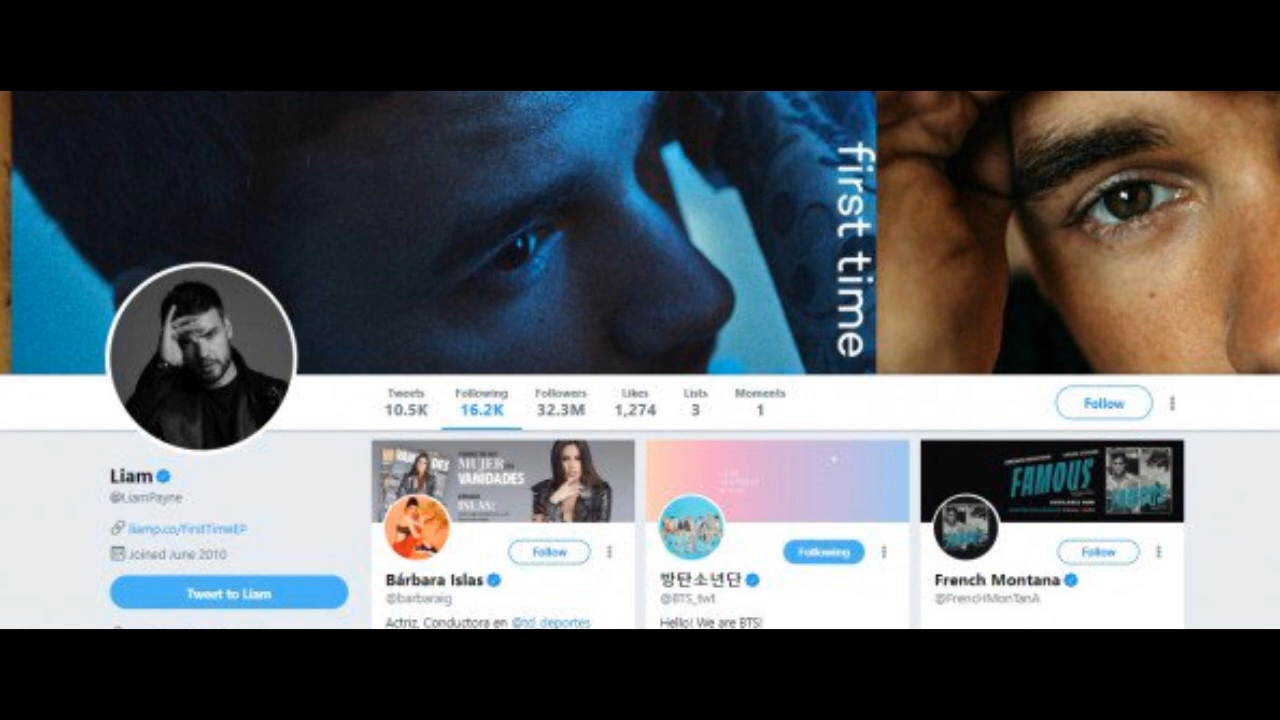 first time
Tweets
10.5K
Following
16.2K
Followers
32.3M
Likes
1,274
Lists
3
Moments
1
Follow
Liam
@LiamPayne
liamp.co/FirstTimeEP
Joined June 2010
Tweet to Liam
MUJER
VANIDADES
ISLAS:
Follow
Bárbara Islas
@barbaraig
Actriz, Conductora en @td_deportes
Following
방탄소년단
@BTS_twt
Hello! We are BTS!
FAMOUS
Follow
French Montana
@FrencHMonTanA